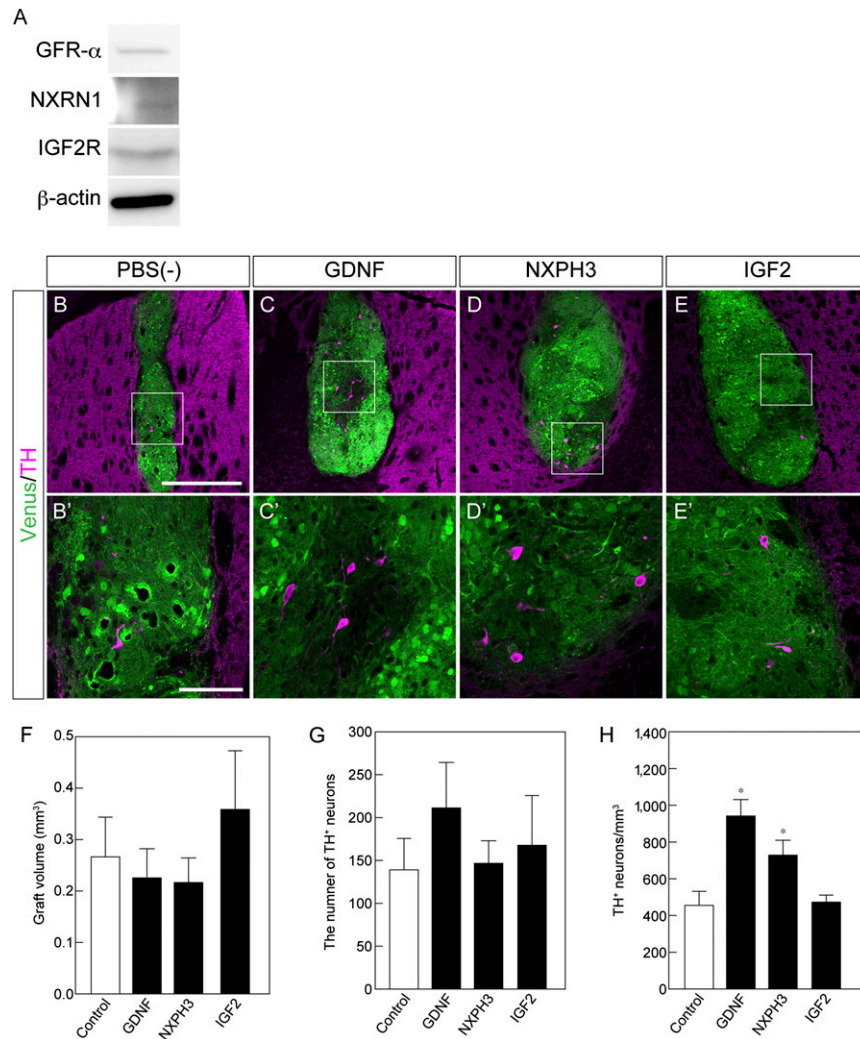 A
GFR-α
NXRN1
IGF2R
β-actin
PBS(-) GDNF NXPH3 IGF2
Venus/TH
B C D E
B' C' D' E'
F
Graft volume (mm³)
0.5
0.4
0.3
0.2
0.1
0.0
Control GDNF NXPH3 IGF2
G
The numner of TH⁺ neurons
300
250
200
150
100
50
0
Control GDNF NXPH3 IGF2
H
TH⁺ neurons/mm³
1,400
1,200
1,000
800
600
400
200
0
* *
Control GDNF NXPH3 IGF2